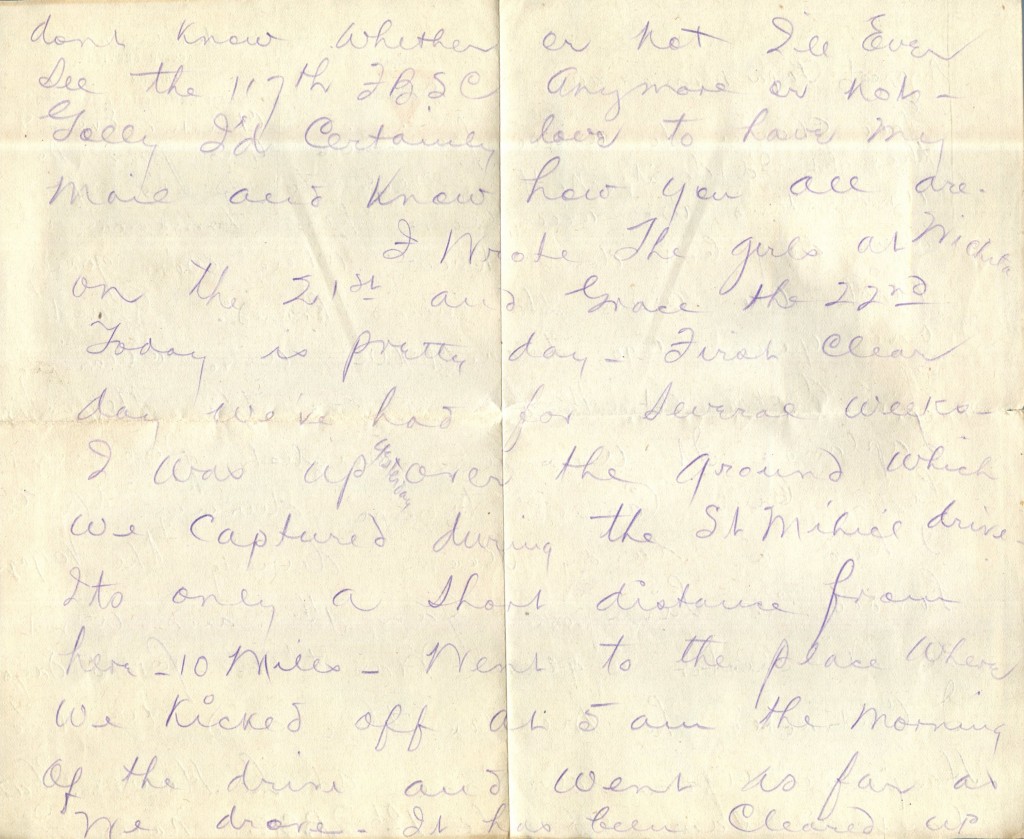 dont know whether or not I'll Ever
See the 117th F B S C Anymore or not -
Golly I'd Certainly love to have my
Mail and know how you all are.
I Wrote The girls at Wichita
on the 21st and Grace the 22nd
Today is pretty day - First Clear
day we've had for several weeks -
I was up yesterday over the ground which
we Captured during the St Mihiel drive -
Its only a short distance from
here - 10 Miles - Went to the place Where
We Kicked off at 5 am the Morning
of the drive and went as far as
We drove - It has been Cleared up